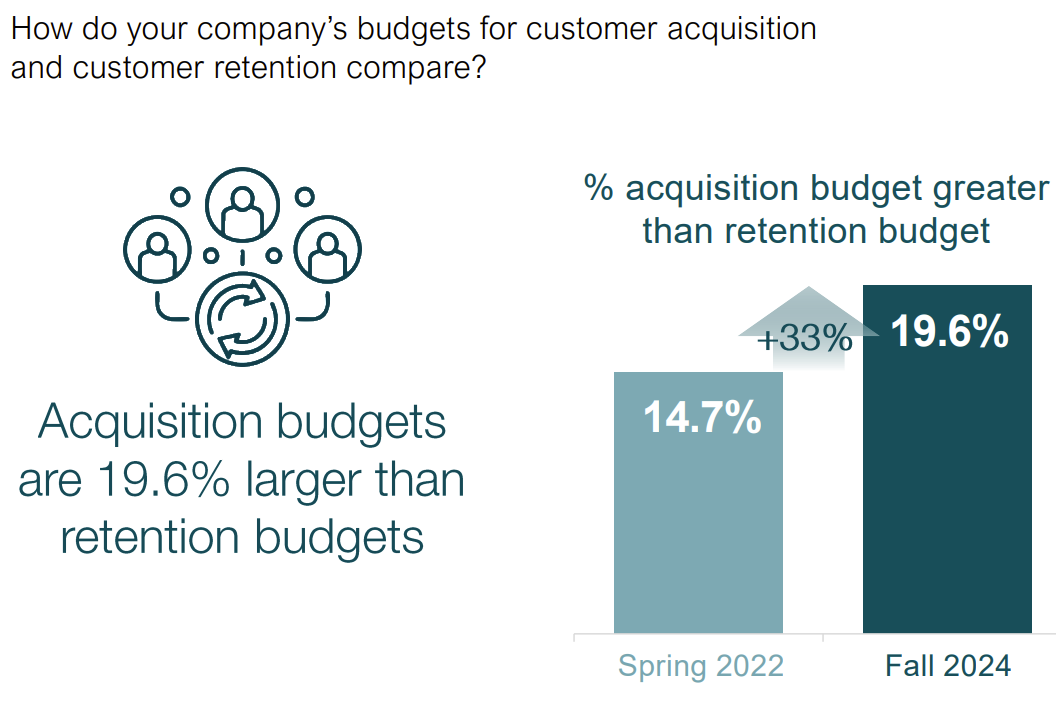 How do your company’s budgets for customer acquisition
and customer retention compare?
Acquisition budgets
are 19.6% larger than
retention budgets
% acquisition budget greater
than retention budget
+33%
19.6%
14.7%
Spring 2022
Fall 2024